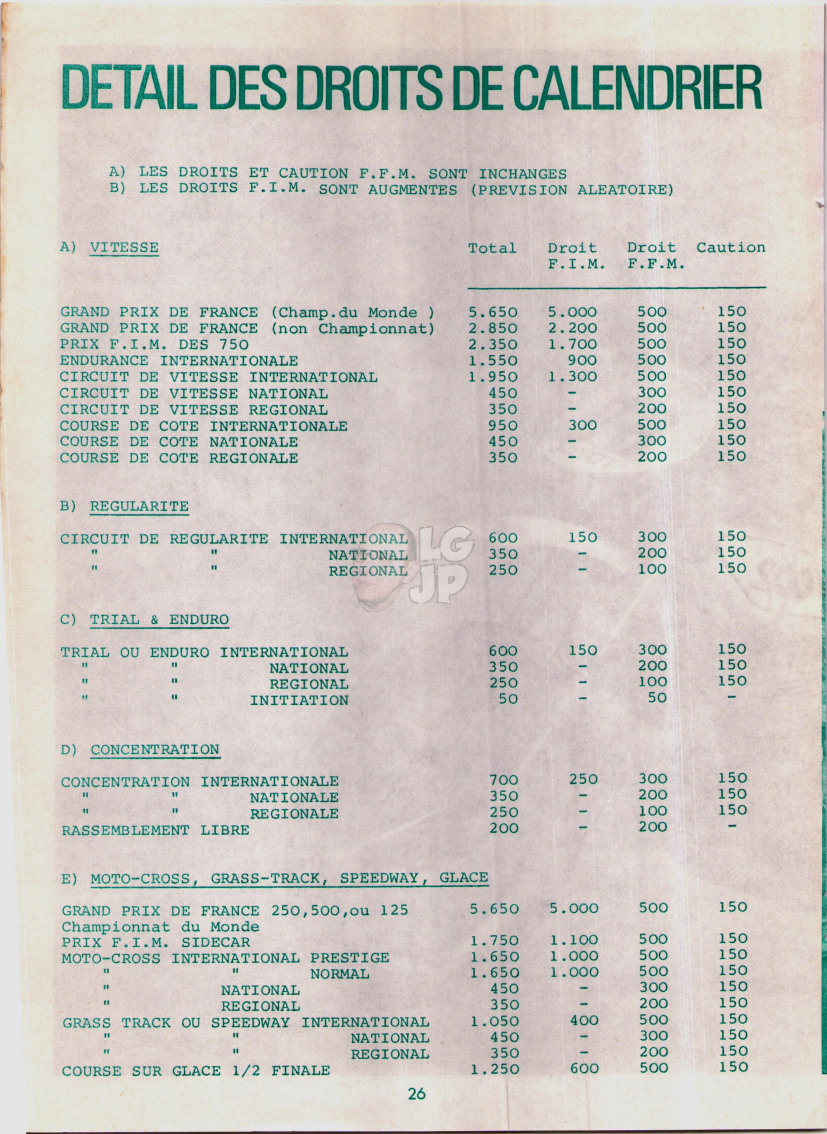 DETAIL DES DROITS DE CALENDRIER
A) LES DROITS ET CAUTION F.F.M. SONT INCHANGES
B) LES DROITS F.I.M. SONT AUGMENTES (PREVISION ALEATOIRE)
A) VITESSE Total Droit Droit Caution
F.I.M. F.F.M.
GRAND PRIX DE FRANCE (Champ.du Monde ) 5.650 5.000 500 150
GRAND PRIX DE FRANCE (non Championnat) 2.850 2.200 500 150
PRIX F.I.M. DES 750 2.350 1.700 500 150
ENDURANCE INTERNATIONALE 1.550 900 500 150
CIRCUIT DE VITESSE INTERNATIONAL 1.950 1.300 500 150
CIRCUIT DE VITESSE NATIONAL 450 - 300 150
CIRCUIT DE VITESSE REGIONAL 350 - 200 150
COURSE DE COTE INTERNATIONALE 950 300 500 150
COURSE DE COTE NATIONALE 450 - 300 150
COURSE DE COTE REGIONALE 350 - 200 150
B) REGULARITE
CIRCUIT DE REGULARITE INTERNATIONAL 600 150 300 150
" " NATIONAL 350 - 200 150
" " REGIONAL 250 - 100 150
LG
JP
C) TRIAL & ENDURO
TRIAL OU ENDURO INTERNATIONAL 600 150 300 150
" " NATIONAL 350 - 200 150
" " REGIONAL 250 - 100 150
" " INITIATION 50 - 50 -
D) CONCENTRATION
CONCENTRATION INTERNATIONALE 700 250 300 150
" " NATIONALE 350 - 200 150
" " REGIONALE 250 - 100 150
RASSEMBLEMENT LIBRE 200 - 200 -
E) MOTO-CROSS, GRASS-TRACK, SPEEDWAY, GLACE
GRAND PRIX DE FRANCE 250,500,ou 125 5.650 5.000 500 150
Championnat du Monde
PRIX F.I.M. SIDECAR 1.750 1.100 500 150
MOTO-CROSS INTERNATIONAL PRESTIGE 1.650 1.000 500 150
" " NORMAL 1.650 1.000 500 150
" NATIONAL 450 - 300 150
" REGIONAL 350 - 200 150
GRASS TRACK OU SPEEDWAY INTERNATIONAL 1.050 400 500 150
" " NATIONAL 450 - 300 150
" " REGIONAL 350 - 200 150
COURSE SUR GLACE 1/2 FINALE 1.250 600 500 150
26